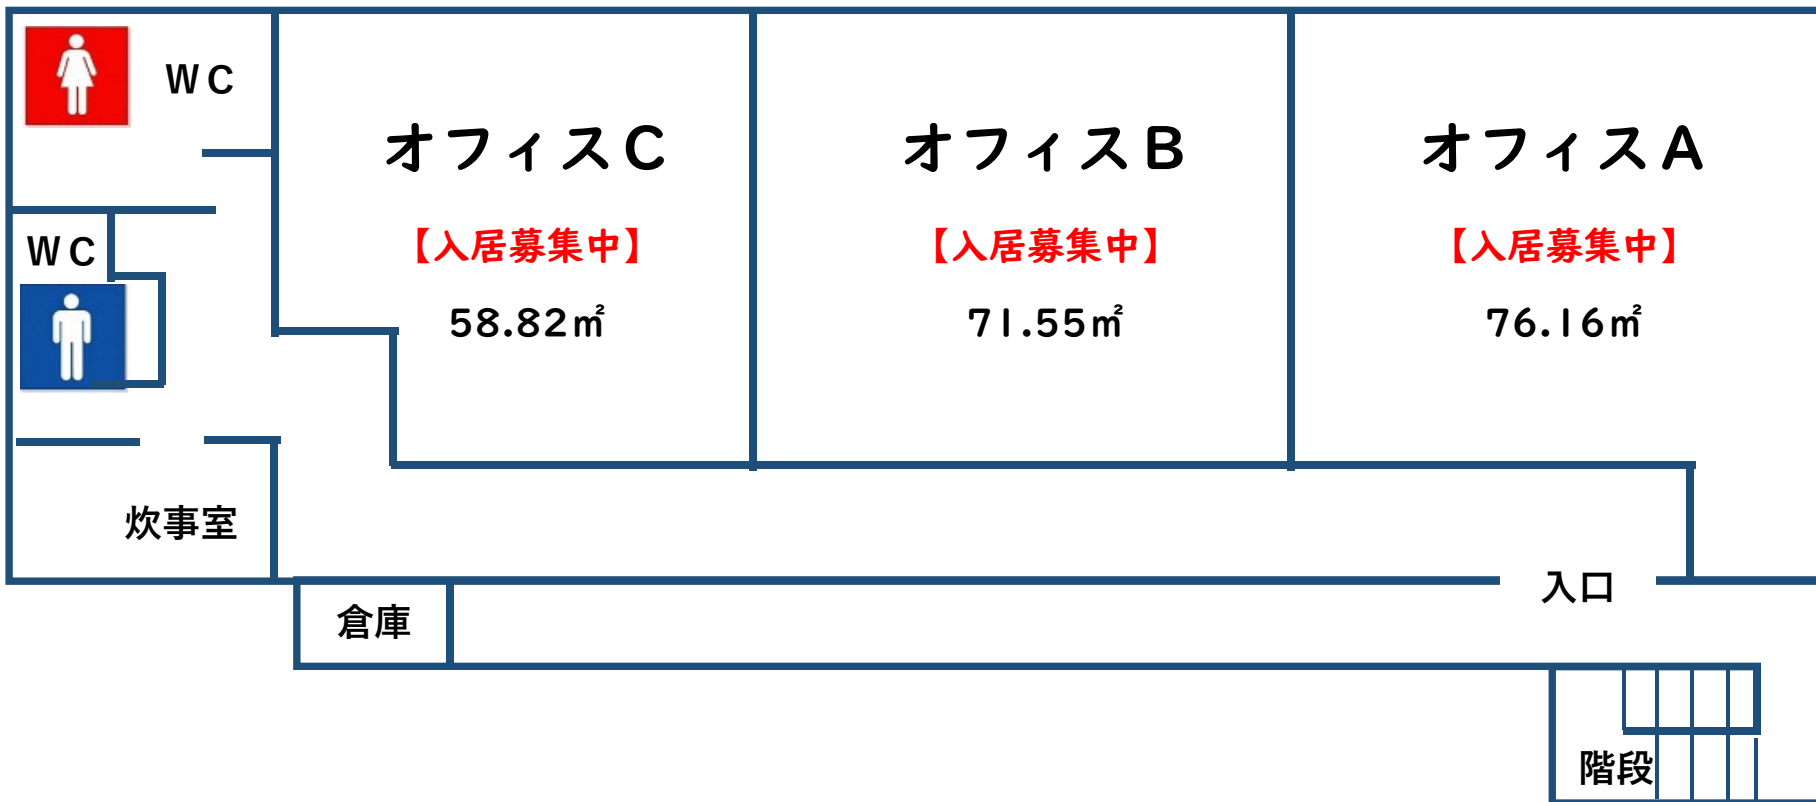 ＷＣ
オフィスＣ
【入居募集中】
58.82㎡
オフィスＢ
【入居募集中】
71.55㎡
オフィスＡ
【入居募集中】
76.16㎡
ＷＣ
炊事室
倉庫
入口
階段